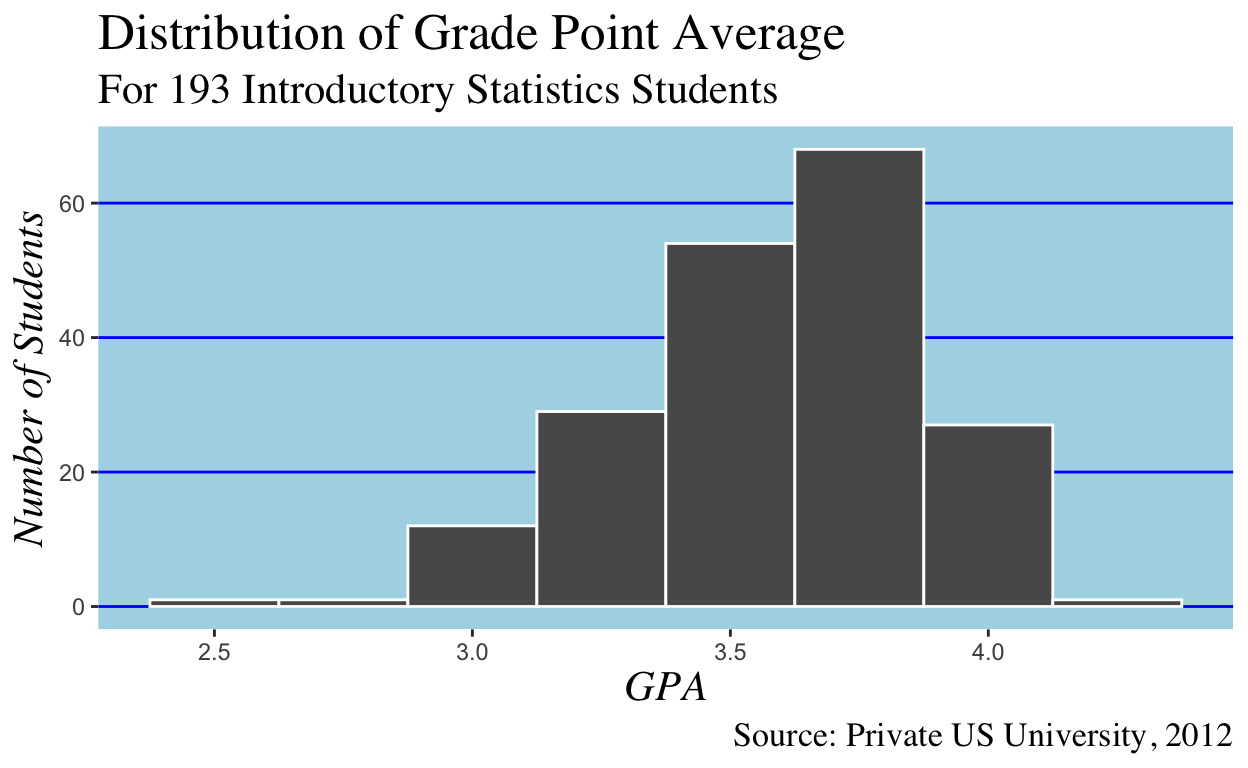 Distribution of Grade Point Average
For 193 Introductory Statistics Students
Number of Students
60
40
20
0
2.5 3.0 3.5 4.0
GPA
Source: Private US University, 2012